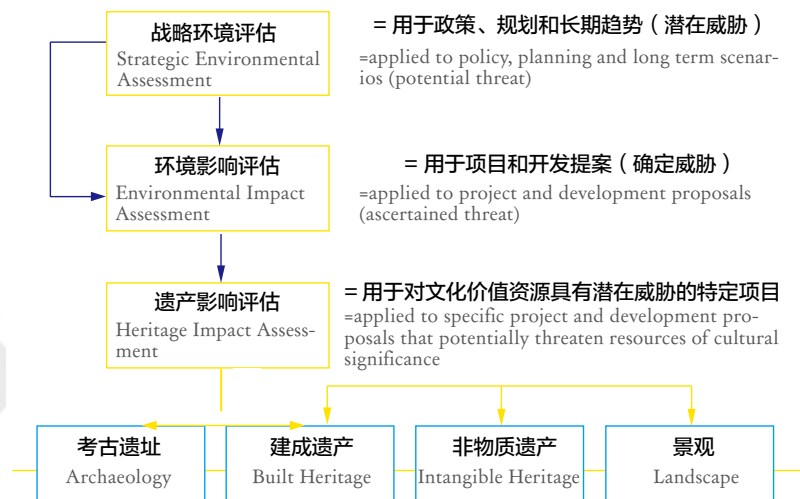 战略环境评估
Strategic Environmental
Assessment
= 用于政策、规划和长期趋势（潜在威胁）
=applied to policy, planning and long term scenar-
ios (potential threat)
环境影响评估
Environmental Impact
Assessment
= 用于项目和开发提案（确定威胁）
=applied to project and development proposals
(ascertained threat)
遗产影响评估
Heritage Impact Assess-
ment
= 用于对文化价值资源具有潜在威胁的特定项目
=applied to specific project and development pro-
posals that potentially threaten resources of cultural
significance
考古遗址
Archaeology
建成遗产
Built Heritage
非物质遗产
Intangible Heritage
景观
Landscape